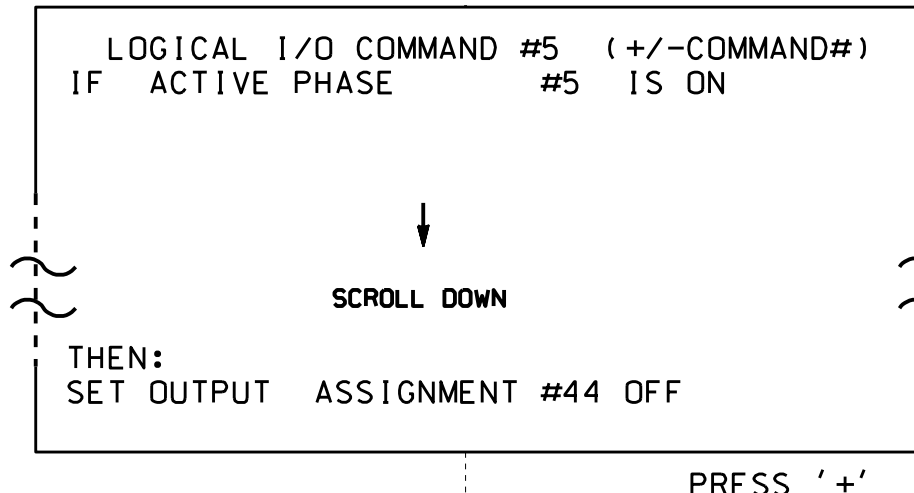 LOGICAL I/O COMMAND #5 (+/-COMMAND#)
IF ACTIVE PHASE #5 IS ON
SCROLL DOWN
THEN:
SET OUTPUT ASSIGNMENT #44 OFF
PRESS '+'